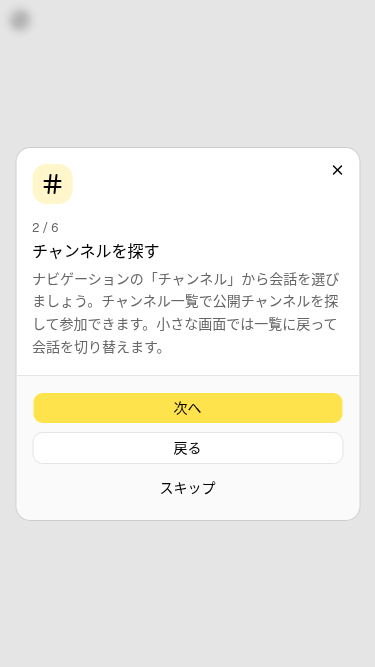 #
2 / 6
チャンネルを探す
ナビゲーションの「チャンネル」から会話を選び
ましょう。チャンネル一覧で公開チャンネルを探
して参加できます。小さな画面では一覧に戻って
会話を切り替えます。
次へ
戻る
スキップ